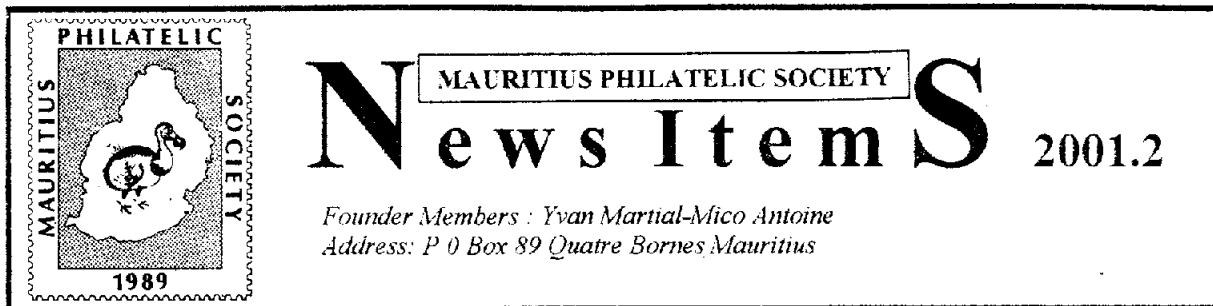 PHILATELIC
MAURITIUS
SOCIETY
1989
MAURITIUS PHILATELIC SOCIETY
News ItemS 2001.2
Founder Members : Yvan Martial-Mico Antoine
Address: P 0 Box 89 Quatre Bornes Mauritius